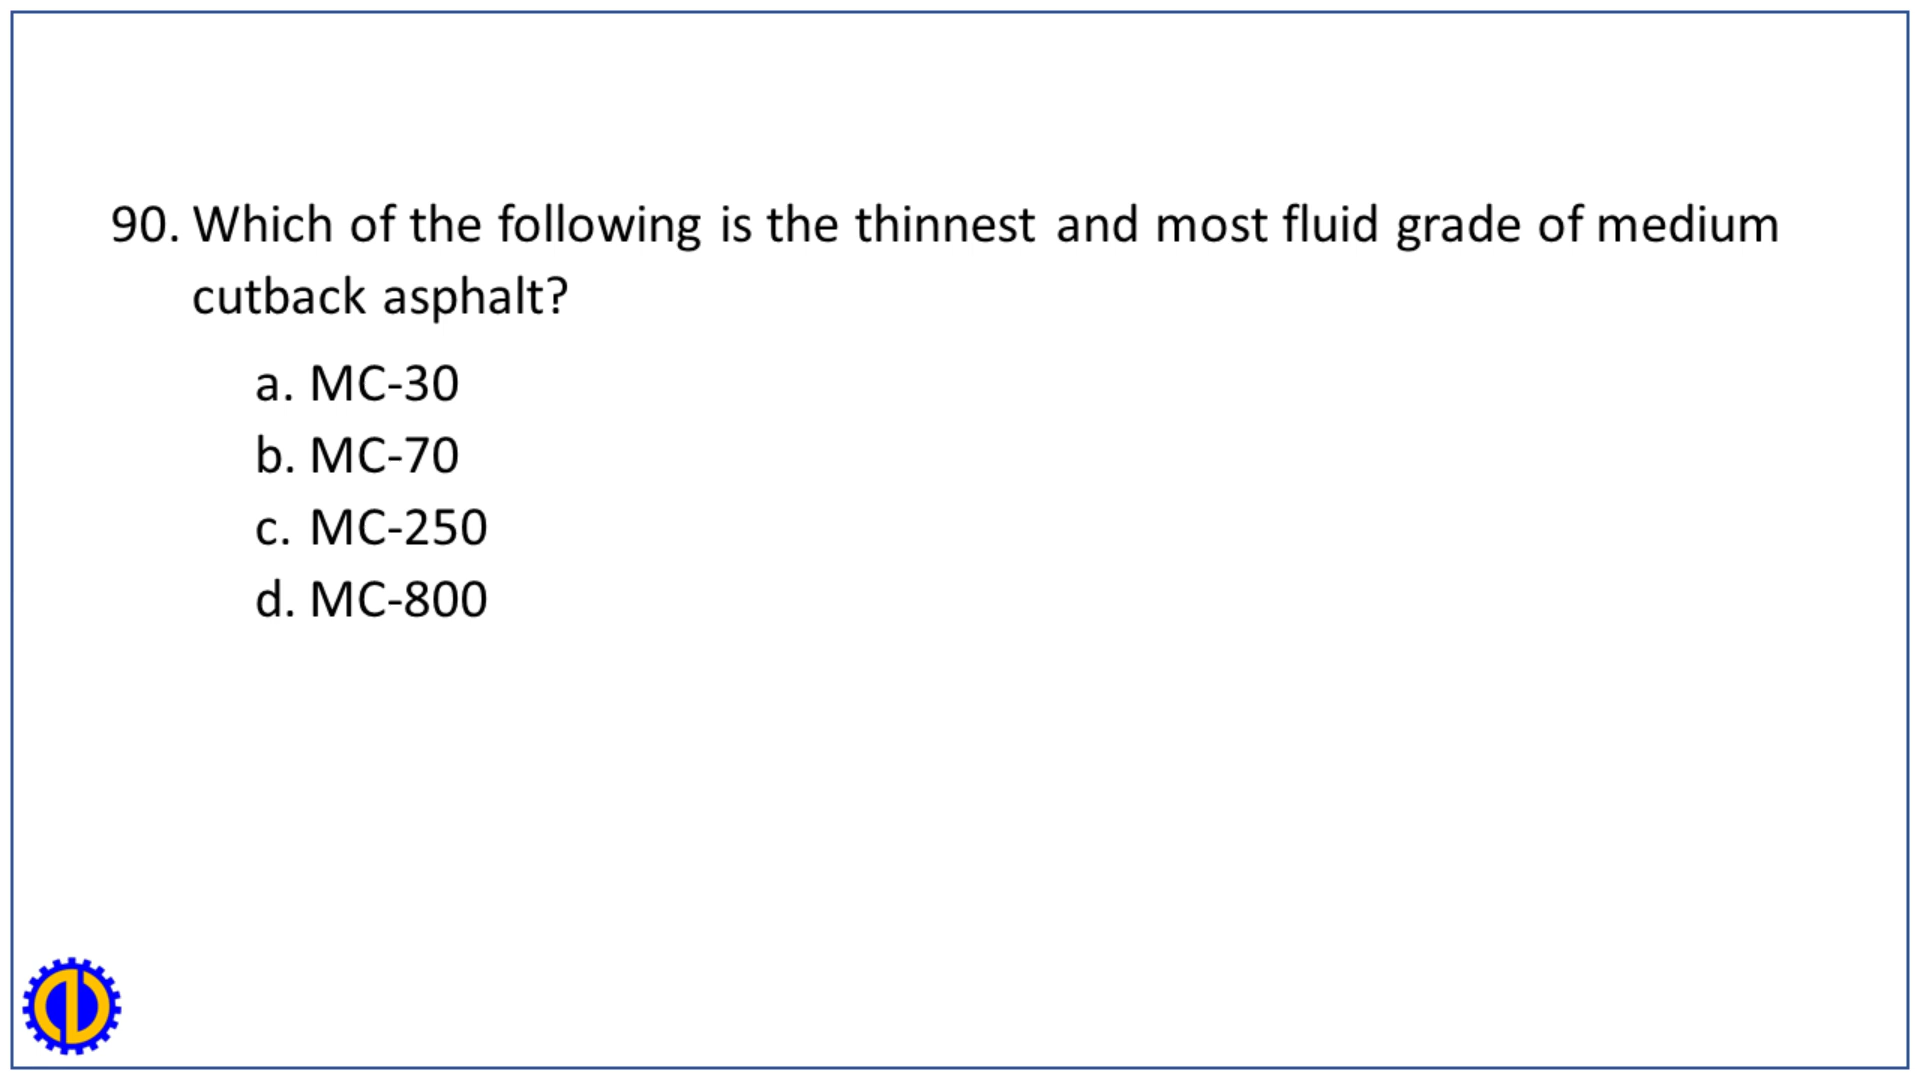 90. Which of the following is the thinnest and most fluid grade of medium
cutback asphalt?
a. MC-30
b. MC-70
c. MC-250
d. MC-800